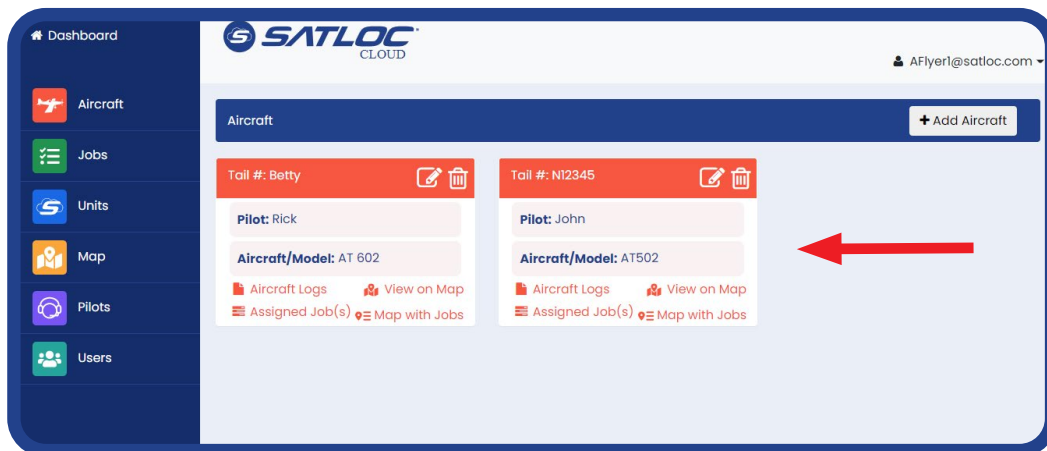 Dashboard
SATLOC
CLOUD
AFlyer1@satloc.com
Aircraft
Jobs
Units
Map
Pilots
Users
Aircraft
+ Add Aircraft
Tail #: Betty
Pilot: Rick
Aircraft/Model: AT 602
Aircraft Logs View on Map
Assigned Job(s) Map with Jobs
Tail #: N12345
Pilot: John
Aircraft/Model: AT502
Aircraft Logs View on Map
Assigned Job(s) Map with Jobs